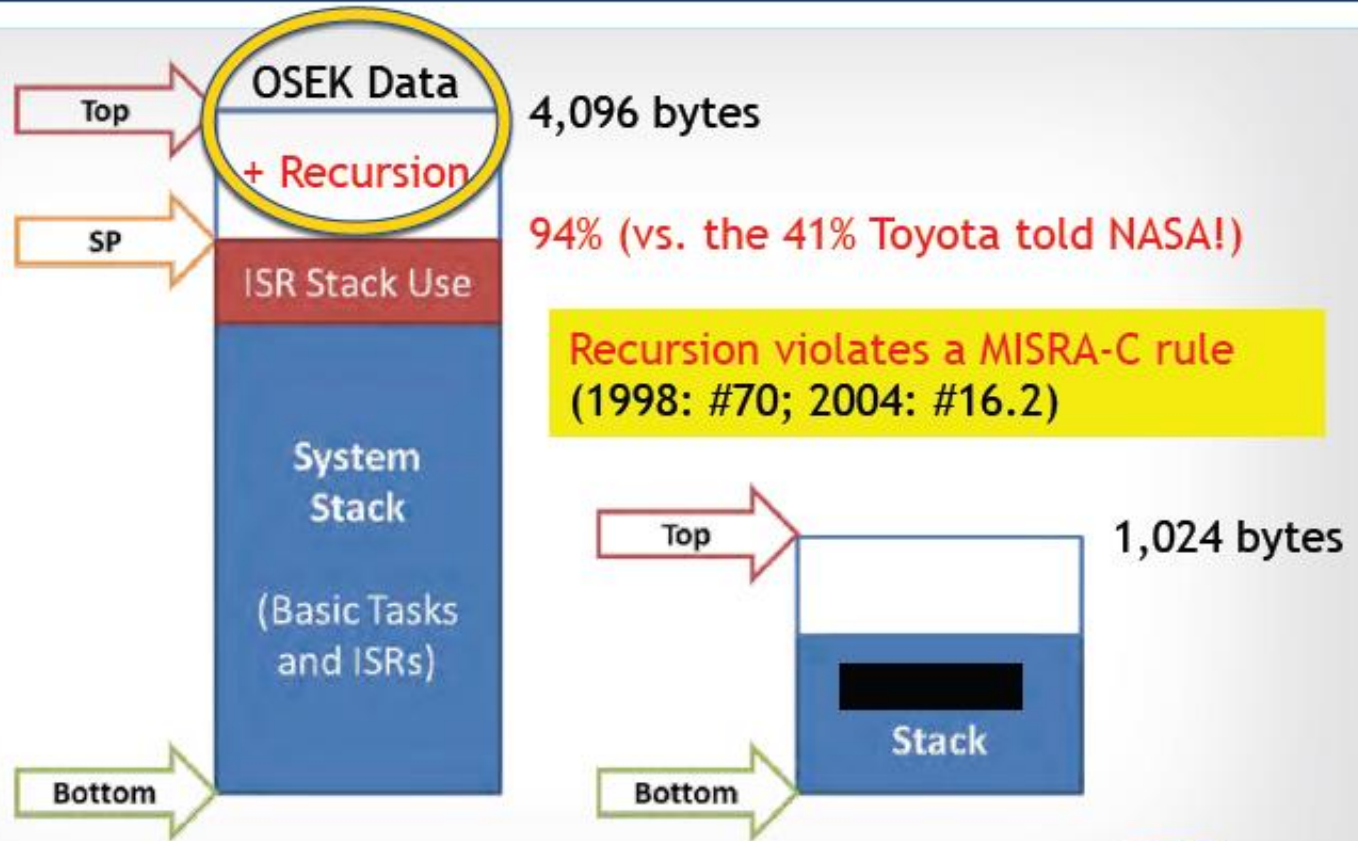 OSEK Data
Top
4,096 bytes
+ Recursion
SP
94% (vs. the 41% Toyota told NASA!)
ISR Stack Use
Recursion violates a MISRA-C rule
(1998: #70; 2004: #16.2)
System
Stack
(Basic Tasks
and ISRs)
Bottom
Top
1,024 bytes
Stack
Bottom